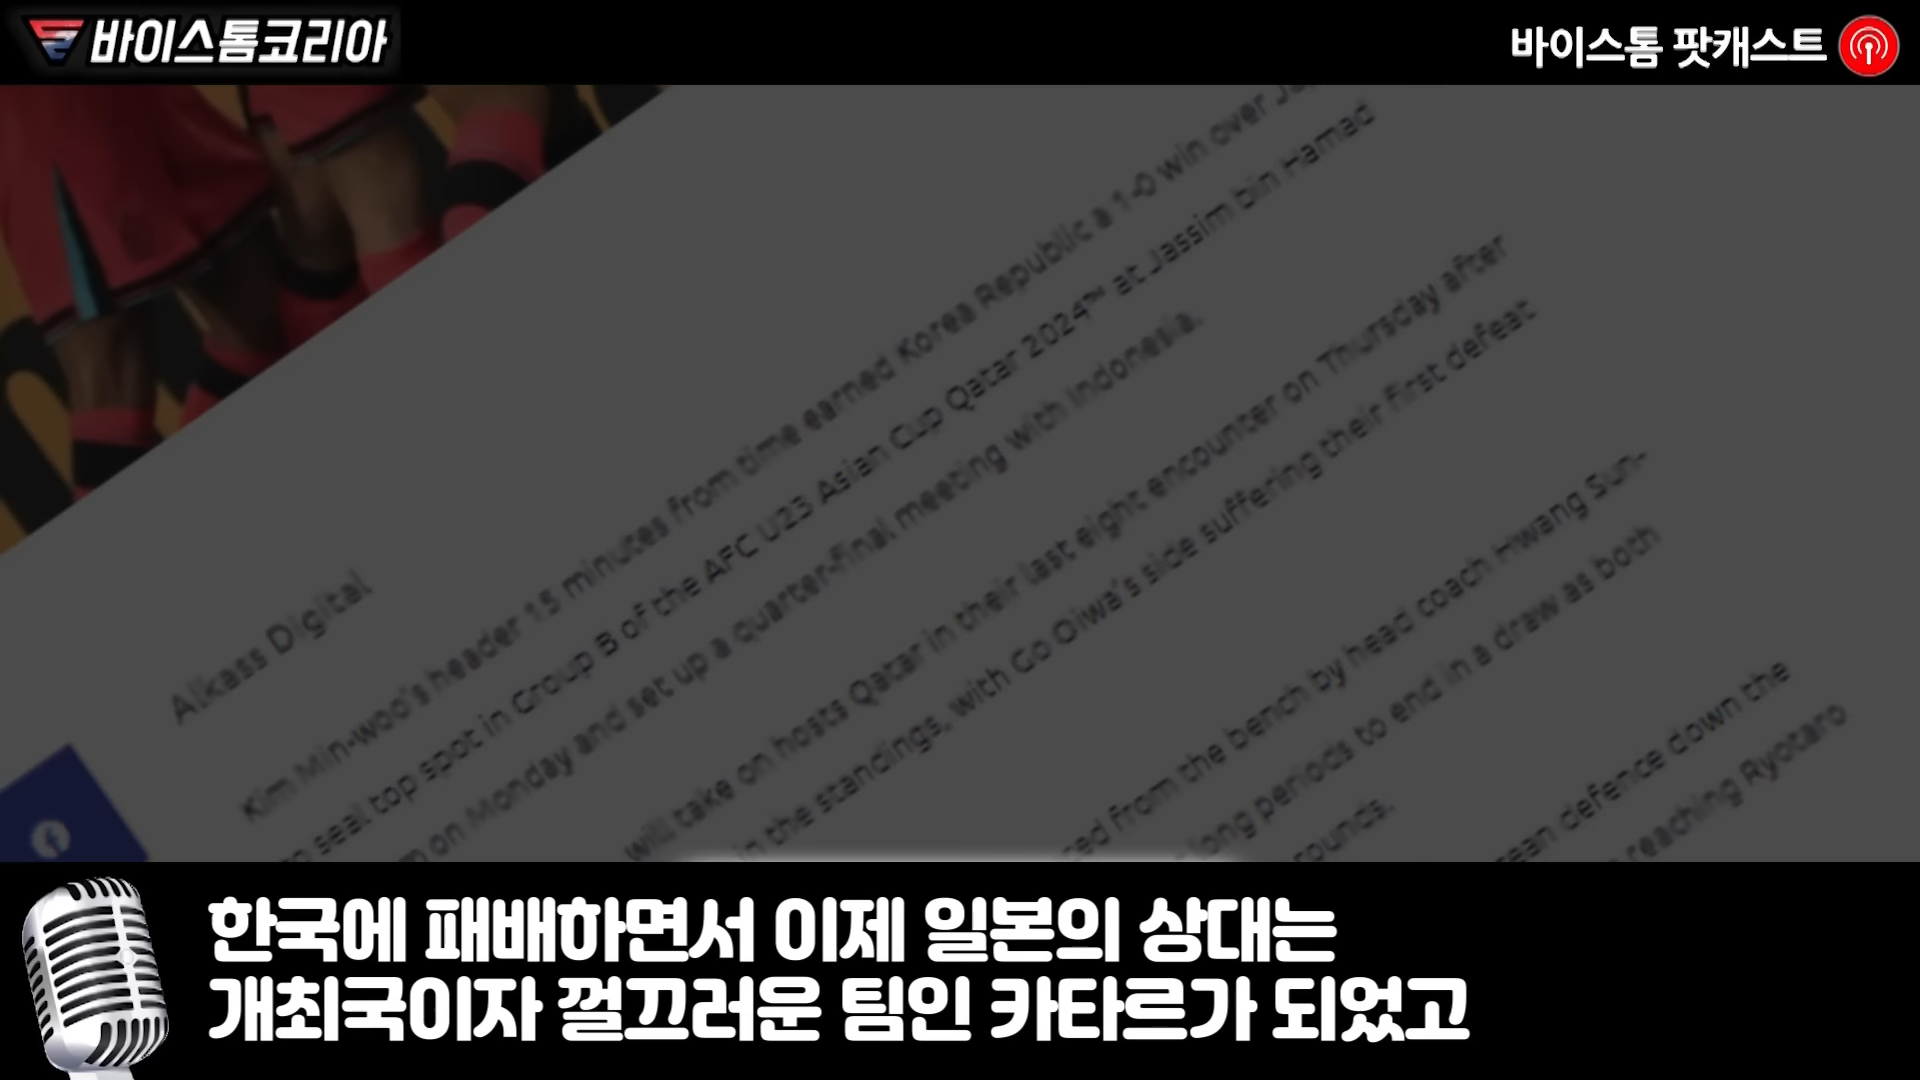 바이스톰코리아
바이스톰 팟캐스트
Alkass Digital
Kim Min-woo's header 15 minutes from time earned Korea Republic a 1-0 win over
seal top spot in Group B of the AFC U23 Asian Cup Qatar 2024™ at Jassim bin Hamad
on Monday and set up a quarter-final meeting with Indonesia.
will take on hosts Qatar in their last eight encounter on Thursday after
in the standings, with Go Oiwa's side suffering their first defeat
from the bench by head coach Hwang Sun-
long periods to end in a draw as both
defence down the
reaching Ryotaro
한국에 패배하면서 이제 일본의 상대는
개최국이자 껄끄러운 팀인 카타르가 되었고